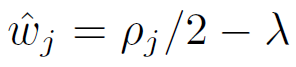 ŵ_j = ρ_j/2 − λ